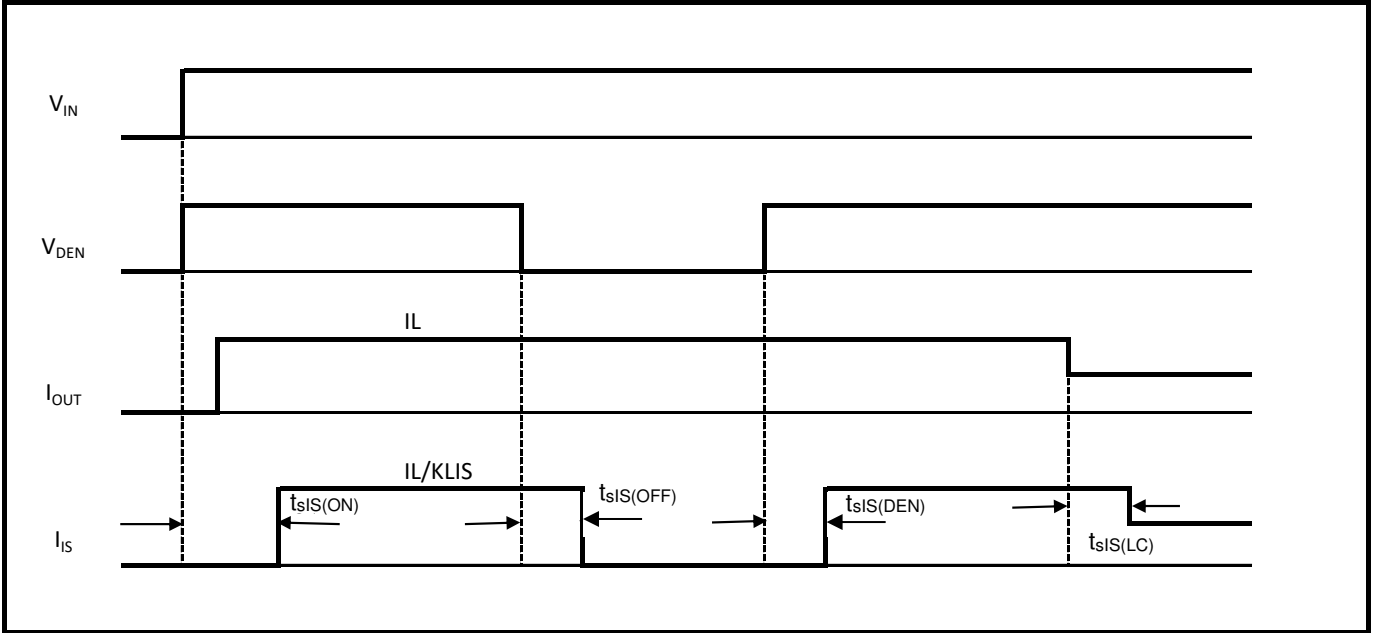 VIN
VDEN
IL
IOUT
IL/KLIS
tsIS(ON)
tsIS(OFF)
tsIS(DEN)
IIS
tsIS(LC)